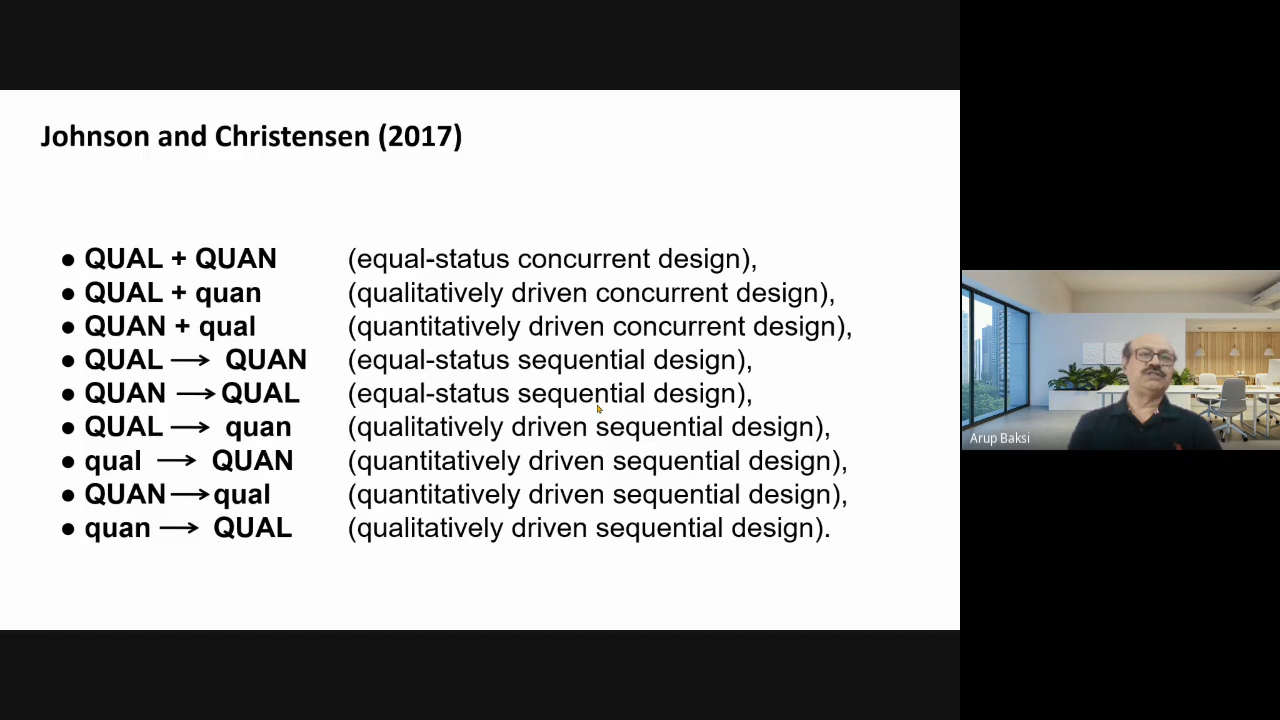 Johnson and Christensen (2017)
● QUAL + QUAN (equal-status concurrent design),
● QUAL + quan (qualitatively driven concurrent design),
● QUAN + qual (quantitatively driven concurrent design),
● QUAL → QUAN (equal-status sequential design),
● QUAN → QUAL (equal-status sequential design),
● QUAL → quan (qualitatively driven sequential design),
● qual → QUAN (quantitatively driven sequential design),
● QUAN → qual (quantitatively driven sequential design),
● quan → QUAL (qualitatively driven sequential design).
Arup Baksi